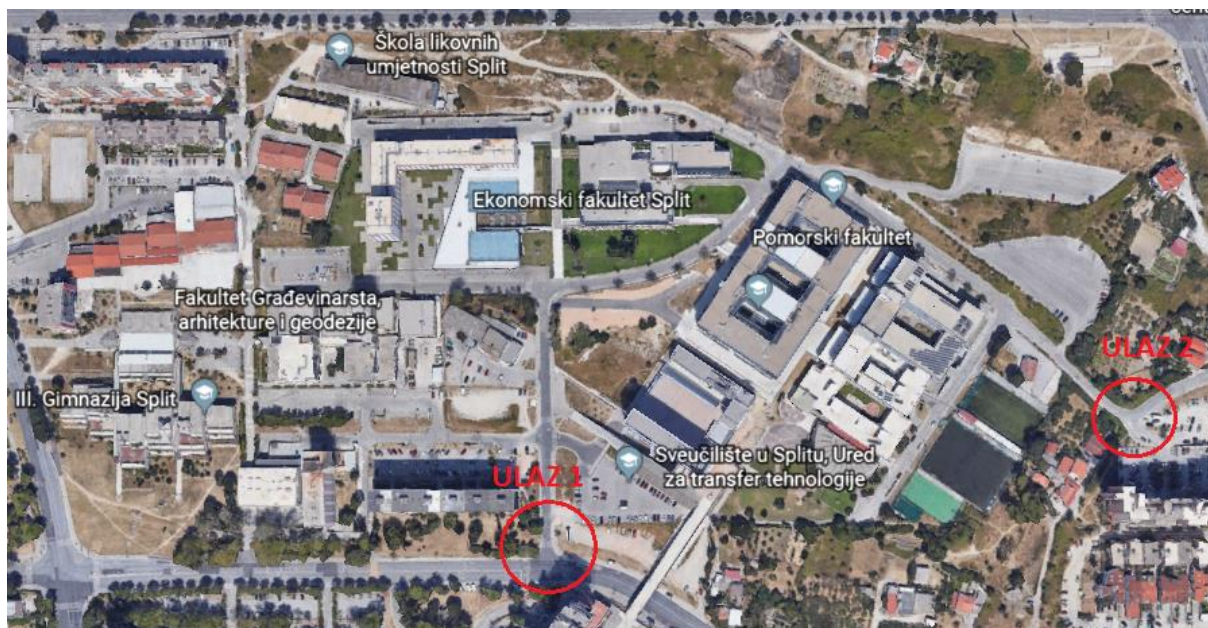 Škola likovnih
umjetnosti Split
Ekonomski fakultet Split
Pomorski fakultet
Fakultet Građevinarsta,
arhitekture i geodezije
III. Gimnazija Split
ULAZ 2
Sveučilište u Splitu, Ured
za transfer tehnologije
ULAZ 1